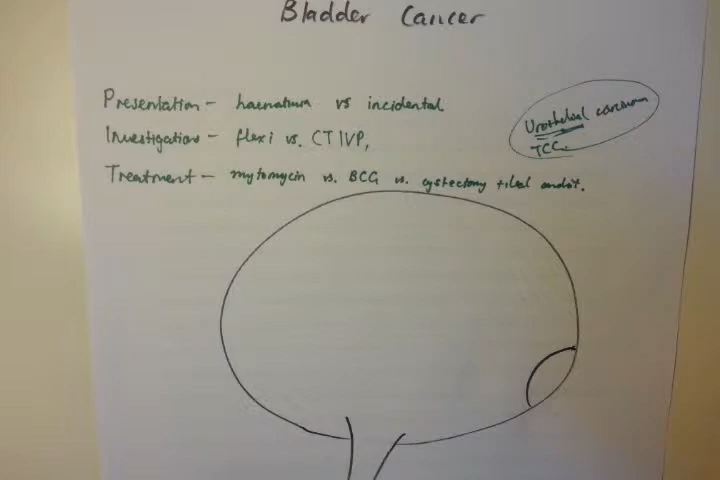 Bladder Cancer
Presentation - haematuria vs incidental
Investigation - flexi vs. CT IVP,
Treatment - mytomycin vs. BCG vs. cystectomy + ileal
Urothelial carcinoma
TCC.